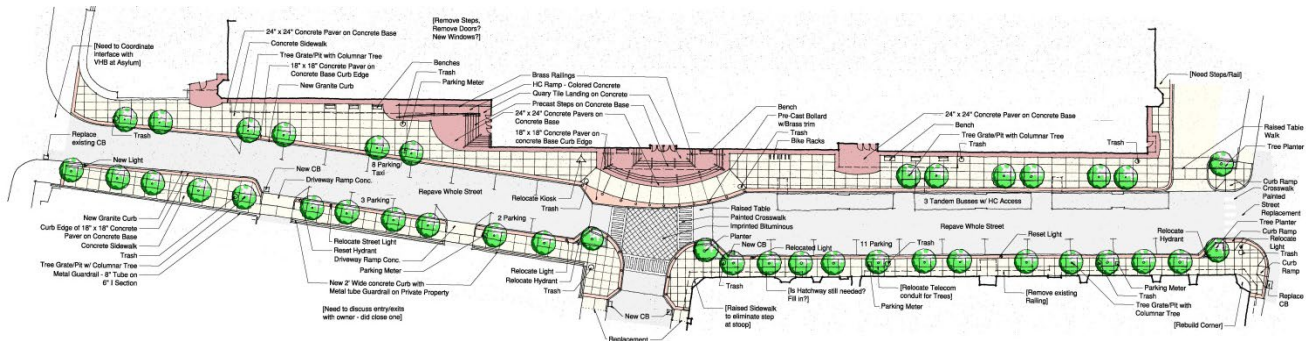 [Need to Coordinate
interface with
VHB at Asylum]
24" x 24" Concrete Paver on Concrete Base
Concrete Sidewalk
Tree Grate/Pit with Columnar Tree
18" x 18" Concrete Paver
on Concrete Base Curb Edge
New Granite Curb
[Remove Steps,
Remove Doors?
New Windows?]
Benches
Trash
Parking Meter
Brass Railings
HC Ramp - Colored Concrete
Quary Tile Landing on Concrete
Precast Steps on Concrete Base
24" x 24" Concrete Pavers on
Concrete Base
18" x 18" Concrete Paver on
concrete Base Curb Edge
Bench
Pre-Cast Bollard
w/Brass trim
Trash
Bike Racks
24" x 24" Concrete Paver on Concrete Base
Bench
Tree Grate/Pit with Columnar Tree
Trash
Trash
[Need Steps/Rail]
Raised Table
Walk
Tree Planter
Curb Ramp
Crosswalk
Painted
Street
Replacement
Tree Planter
Curb Ramp
Relocate
Light
Trash
Curb
Ramp
Replace
CB
Replace
existing CB
Trash
New Light
New CB
Driveway Ramp Conc.
8 Parking/
Taxi
Repave Whole Street
3 Parking
2 Parking
Relocate Kiosk
Trash
Raised Table
Painted Crosswalk
Imprinted Bituminous
Planter
New CB
Relocated Light
3 Tandem Busses w/ HC Access
11 Parking
Trash
Repave Whole Street
Reset Light
Relocate
Hydrant
New Granite Curb
Curb Edge of 18" x 18" Concrete
Paver on Concrete Base
Concrete Sidewalk
Trash
Tree Grate/Pit w/ Columnar Tree
Metal Guardrail - 8" Tube on
6" I Section
Relocate Street Light
Reset Hydrant
Driveway Ramp Conc.
Parking Meter
New 2' Wide concrete Curb with
Metal tube Guardrail on Private Property
[Need to discuss entry/exits
with owner - did close one]
Relocate Light
Relocate Hydrant
Trash
New CB
Replacement
Trash
[Raised Sidewalk
to eliminate step
at stoop]
[Is Hatchway still needed?
Fill in?]
Parking Meter
[Relocate Telecom
conduit for Trees]
[Remove existing
Railing]
Parking Meter
Trash
Tree Grate/Pit with
Columnar Tree
[Rebuild Corner]